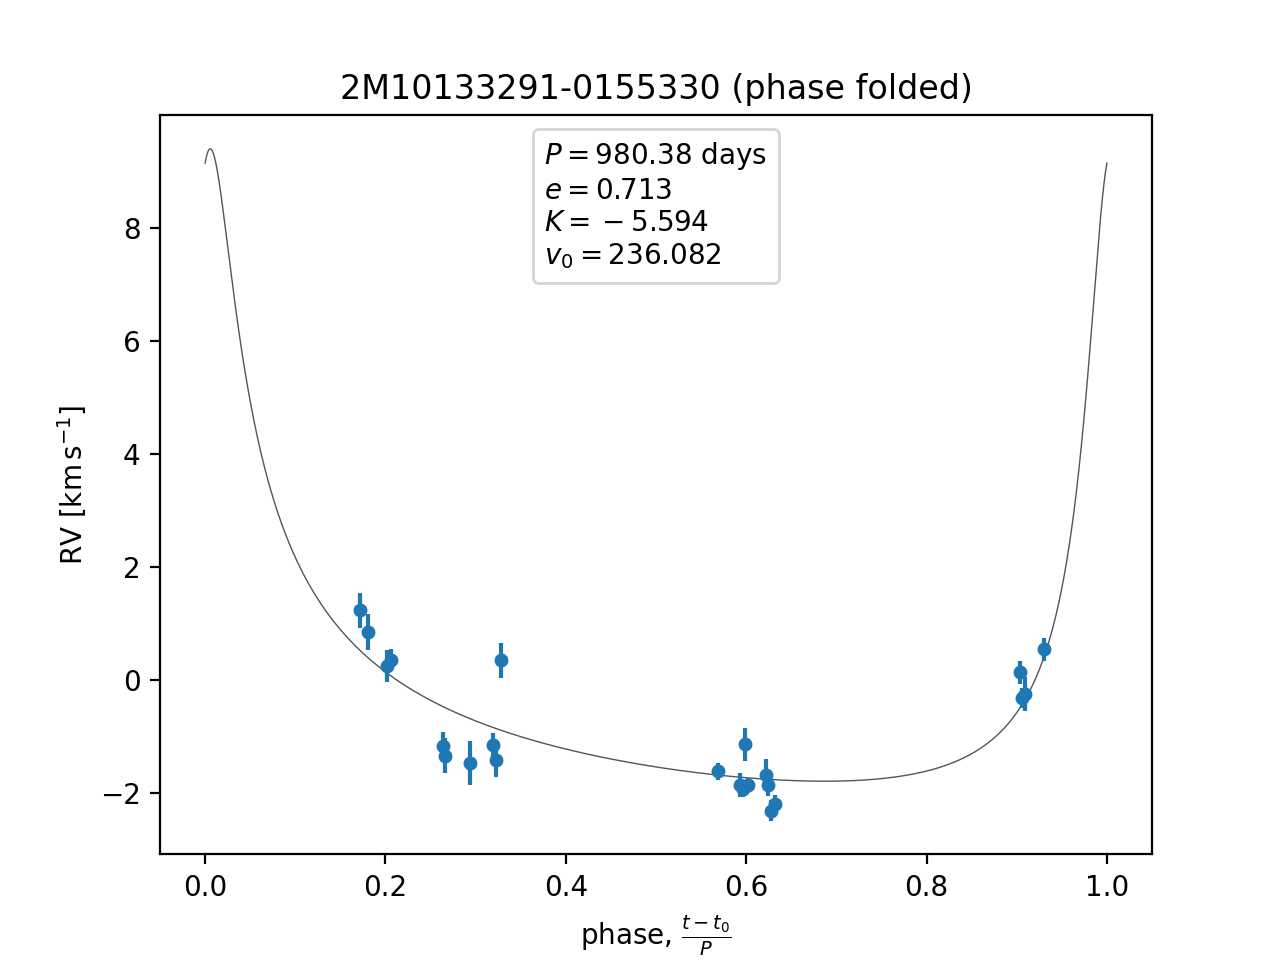 2M10133291-0155330 (phase folded)
P = 980.38 days
e = 0.713
K = −5.594
v₀ = 236.082
RV [km s⁻¹]
8
6
4
2
0
−2
0.0 0.2 0.4 0.6 0.8 1.0
phase, (t − t₀)/P